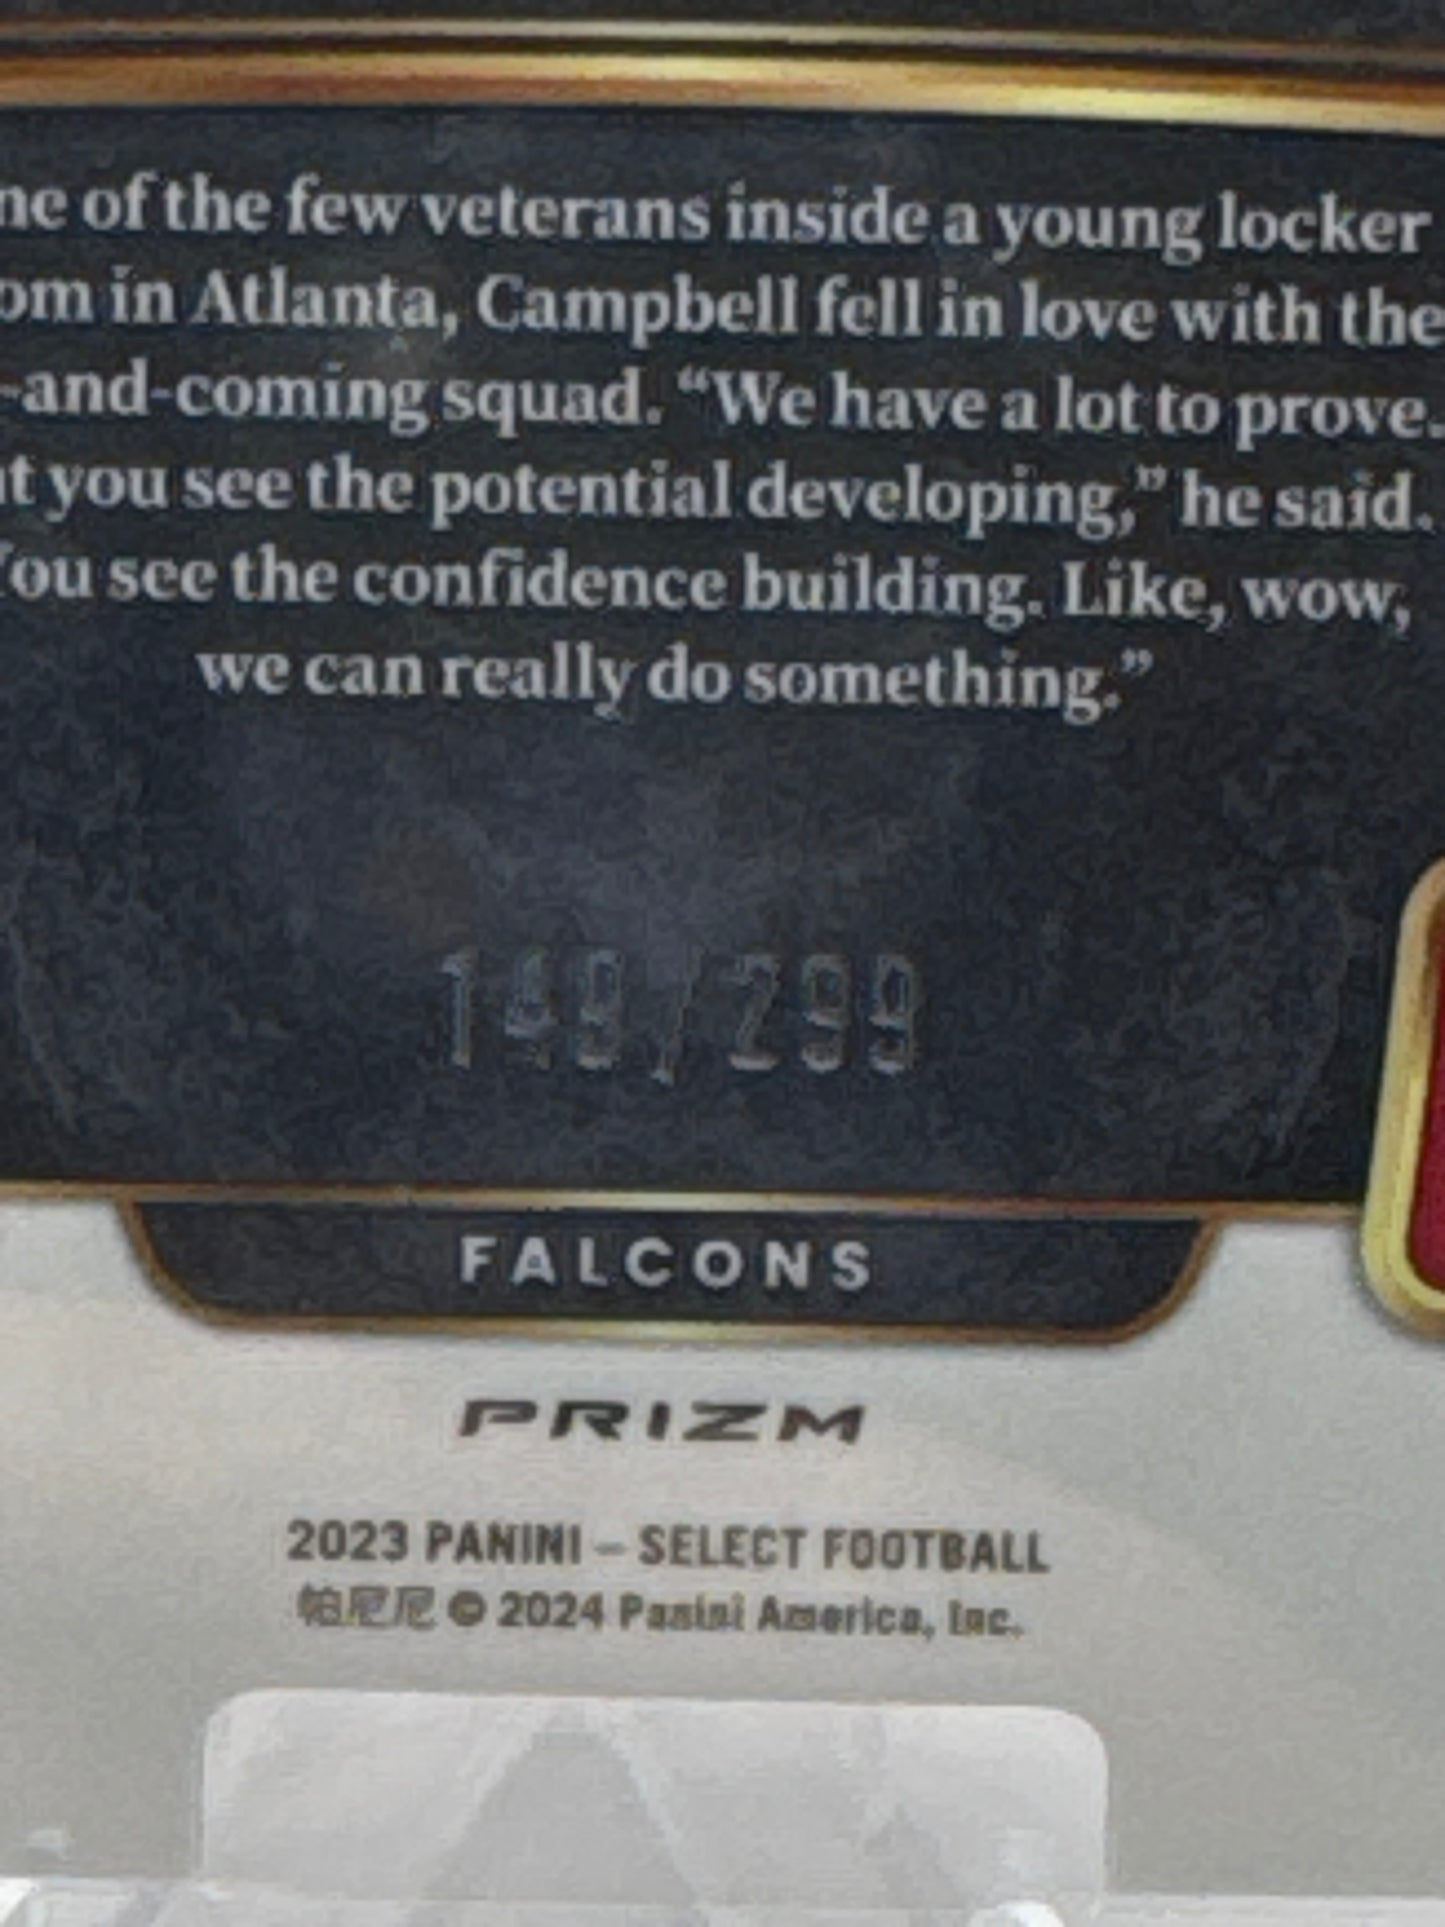 ne of the few veterans inside a young locker
om in Atlanta, Campbell fell in love with the
-and-coming squad. “We have a lot to prove.
t you see the potential developing,” he said.
You see the confidence building. Like, wow,
we can really do something.”
149/299
FALCONS
PRIZM
2023 PANINI – SELECT FOOTBALL
帕尼尼 © 2024 Panini America, Inc.